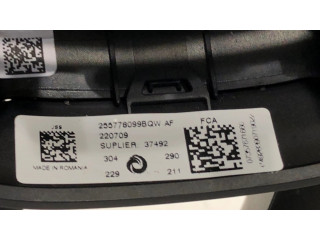 255778099BQW AF
220709
FCA
SUPLIER 37492
MADE IN ROMANIA
304 290
229 211